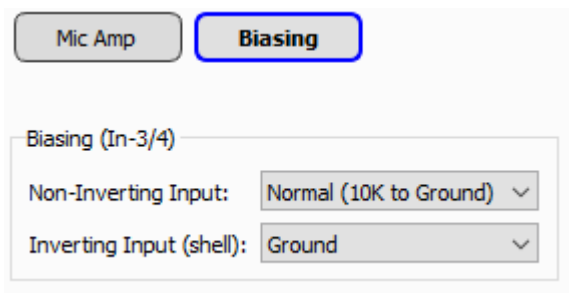 Mic Amp Biasing
Biasing (In-3/4)
Non-Inverting Input: Normal (10K to Ground)
Inverting Input (shell): Ground